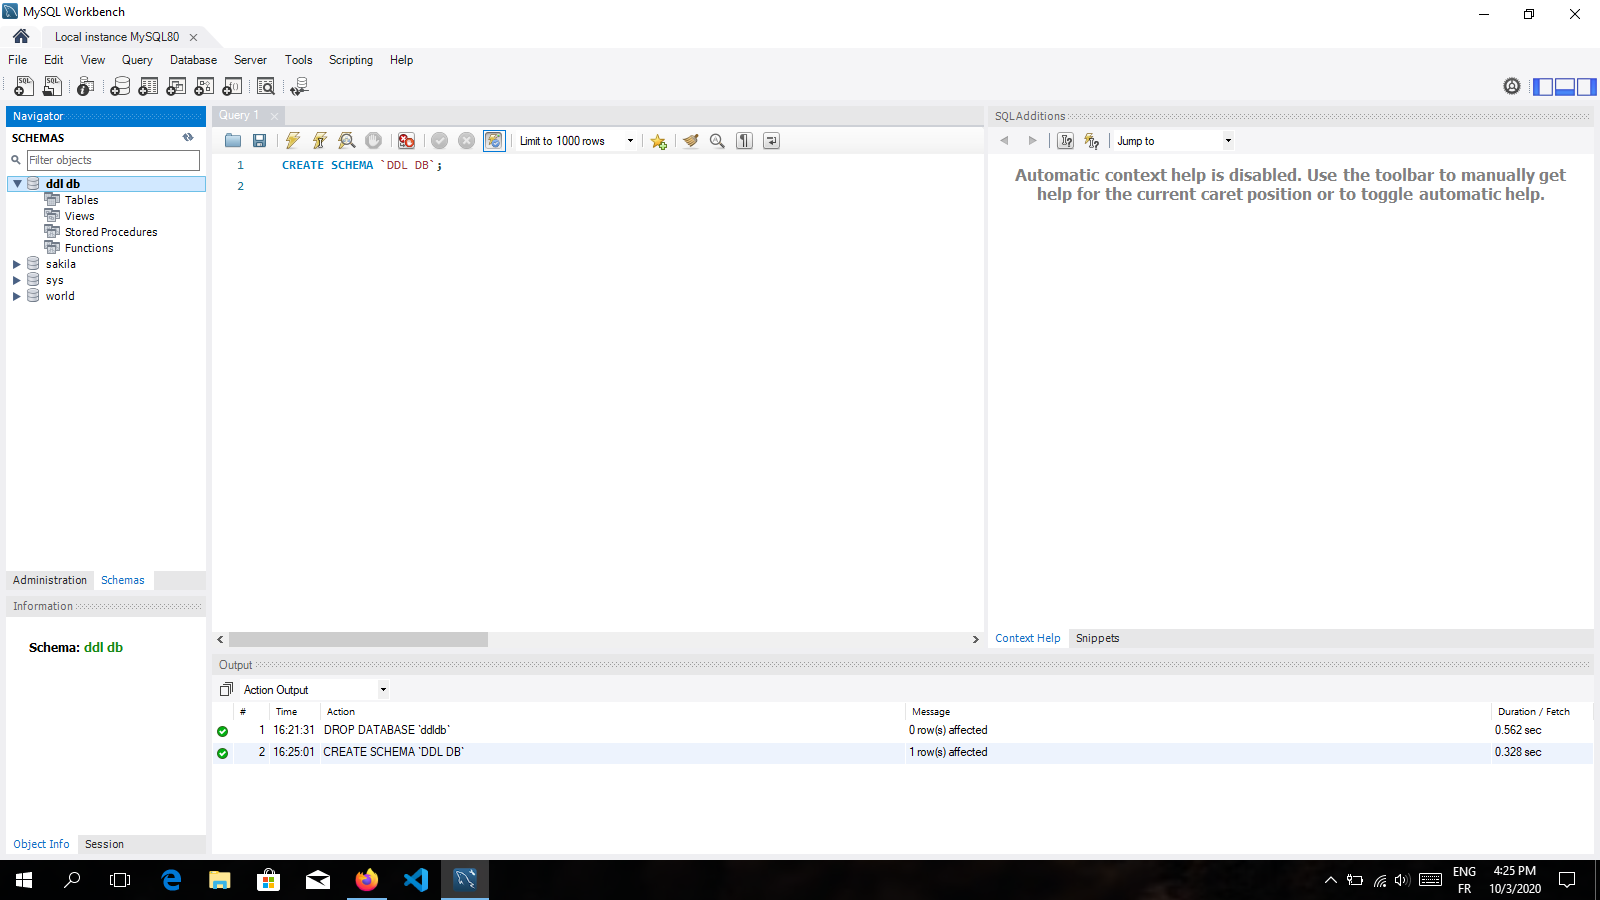 MySQL Workbench
Local instance MySQL80
File Edit View Query Database Server Tools Scripting Help
Navigator
SCHEMAS
Filter objects
ddl db
Tables
Views
Stored Procedures
Functions
sakila
sys
world
Administration Schemas
Information
Schema: ddl db
Object Info Session
Query 1
Limit to 1000 rows
1 CREATE SCHEMA `DDL DB`;
2
SQLAdditions
Jump to
Automatic context help is disabled. Use the toolbar to manually get
help for the current caret position or to toggle automatic help.
Context Help Snippets
Output
Action Output
# Time Action Message Duration / Fetch
1 16:21:31 DROP DATABASE `ddldb` 0 row(s) affected 0.562 sec
2 16:25:01 CREATE SCHEMA `DDL DB` 1 row(s) affected 0.328 sec
ENG
FR
4:25 PM
10/3/2020